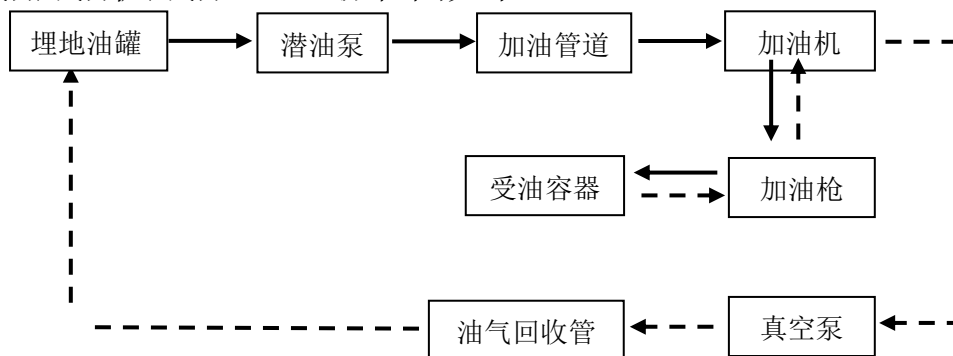 埋地油罐
潜油泵
加油管道
加油机
受油容器
加油枪
油气回收管
真空泵